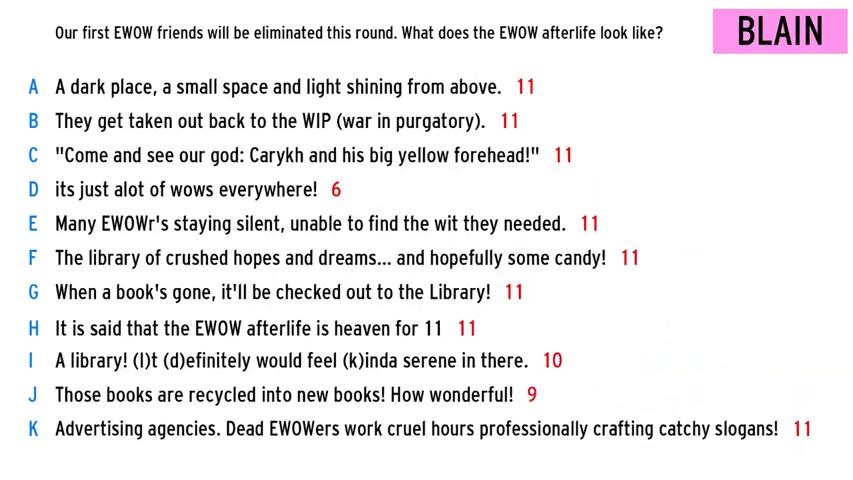 Our first EWOW friends will be eliminated this round. What does the EWOW afterlife look like?
BLAIN
A A dark place, a small space and light shining from above. 11
B They get taken out back to the WIP (war in purgatory). 11
C "Come and see our god: Carykh and his big yellow forehead!" 11
D its just alot of wows everywhere! 6
E Many EWOWr's staying silent, unable to find the wit they needed. 11
F The library of crushed hopes and dreams... and hopefully some candy! 11
G When a book's gone, it'll be checked out to the Library! 11
H It is said that the EWOW afterlife is heaven for 11 11
I A library! (I)t (d)efinitely would feel (k)inda serene in there. 10
J Those books are recycled into new books! How wonderful! 9
K Advertising agencies. Dead EWOWers work cruel hours professionally crafting catchy slogans! 11